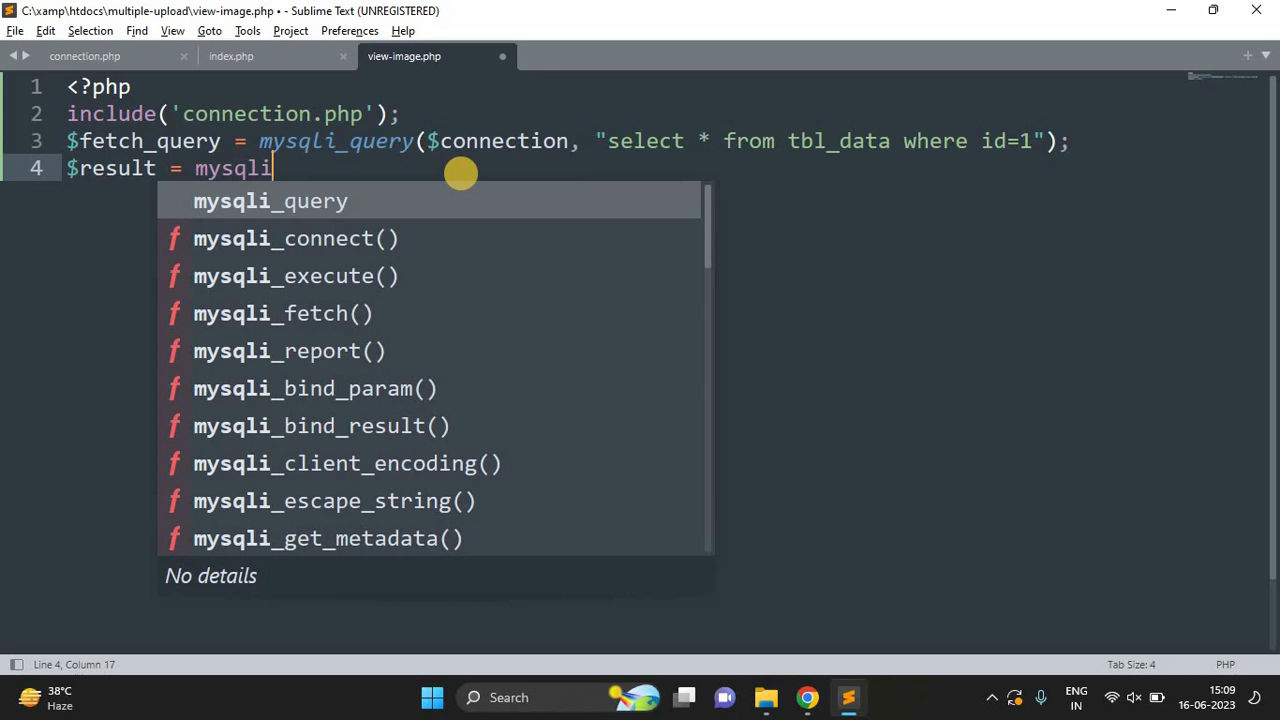 C:\xamp\htdocs\multiple-upload\view-image.php • - Sublime Text (UNREGISTERED)
File Edit Selection Find View Goto Tools Project Preferences Help
connection.php index.php view-image.php
1 <?php
2 include('connection.php');
3 $fetch_query = mysqli_query($connection, "select * from tbl_data where id=1");
4 $result = mysqli
mysqli_query
f mysqli_connect()
f mysqli_execute()
f mysqli_fetch()
f mysqli_report()
f mysqli_bind_param()
f mysqli_bind_result()
f mysqli_client_encoding()
f mysqli_escape_string()
f mysqli_get_metadata()
No details
Line 4, Column 17 Tab Size: 4 PHP
38°C
Haze
Search
ENG
IN
15:09
16-06-2023